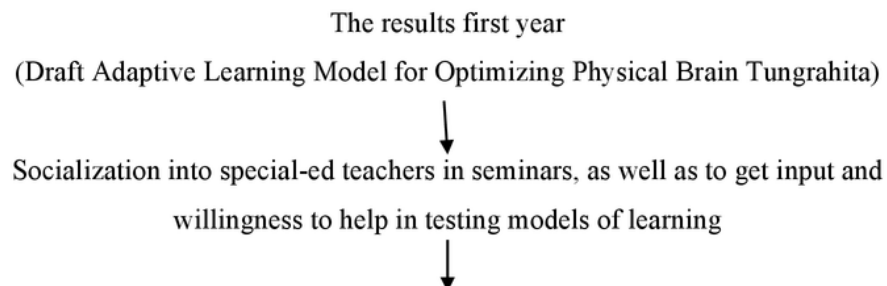 The results first year
(Draft Adaptive Learning Model for Optimizing Physical Brain Tungrahita)
Socialization into special-ed teachers in seminars, as well as to get input and
willingness to help in testing models of learning